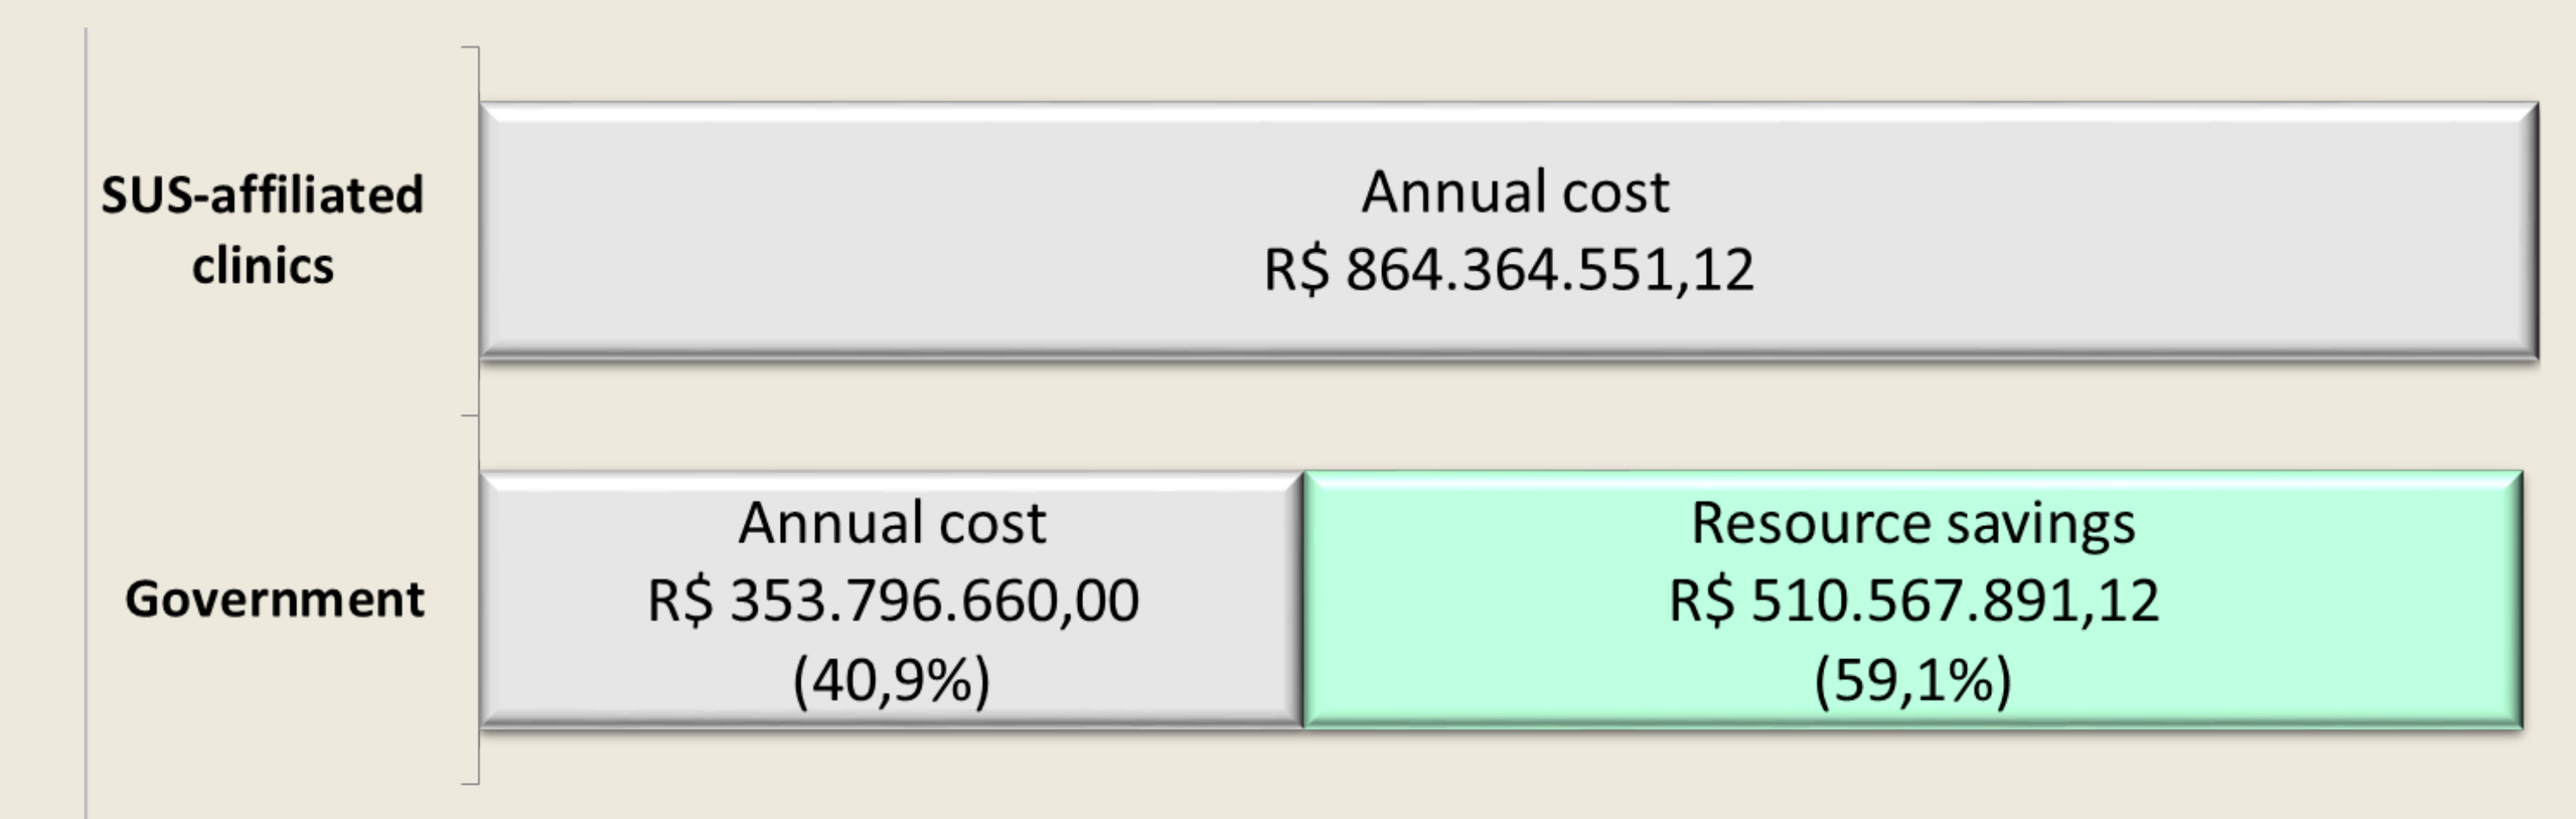 SUS-affiliated
clinics
Annual cost
R$ 864.364.551,12
Government
Annual cost
R$ 353.796.660,00
(40,9%)
Resource savings
R$ 510.567.891,12
(59,1%)